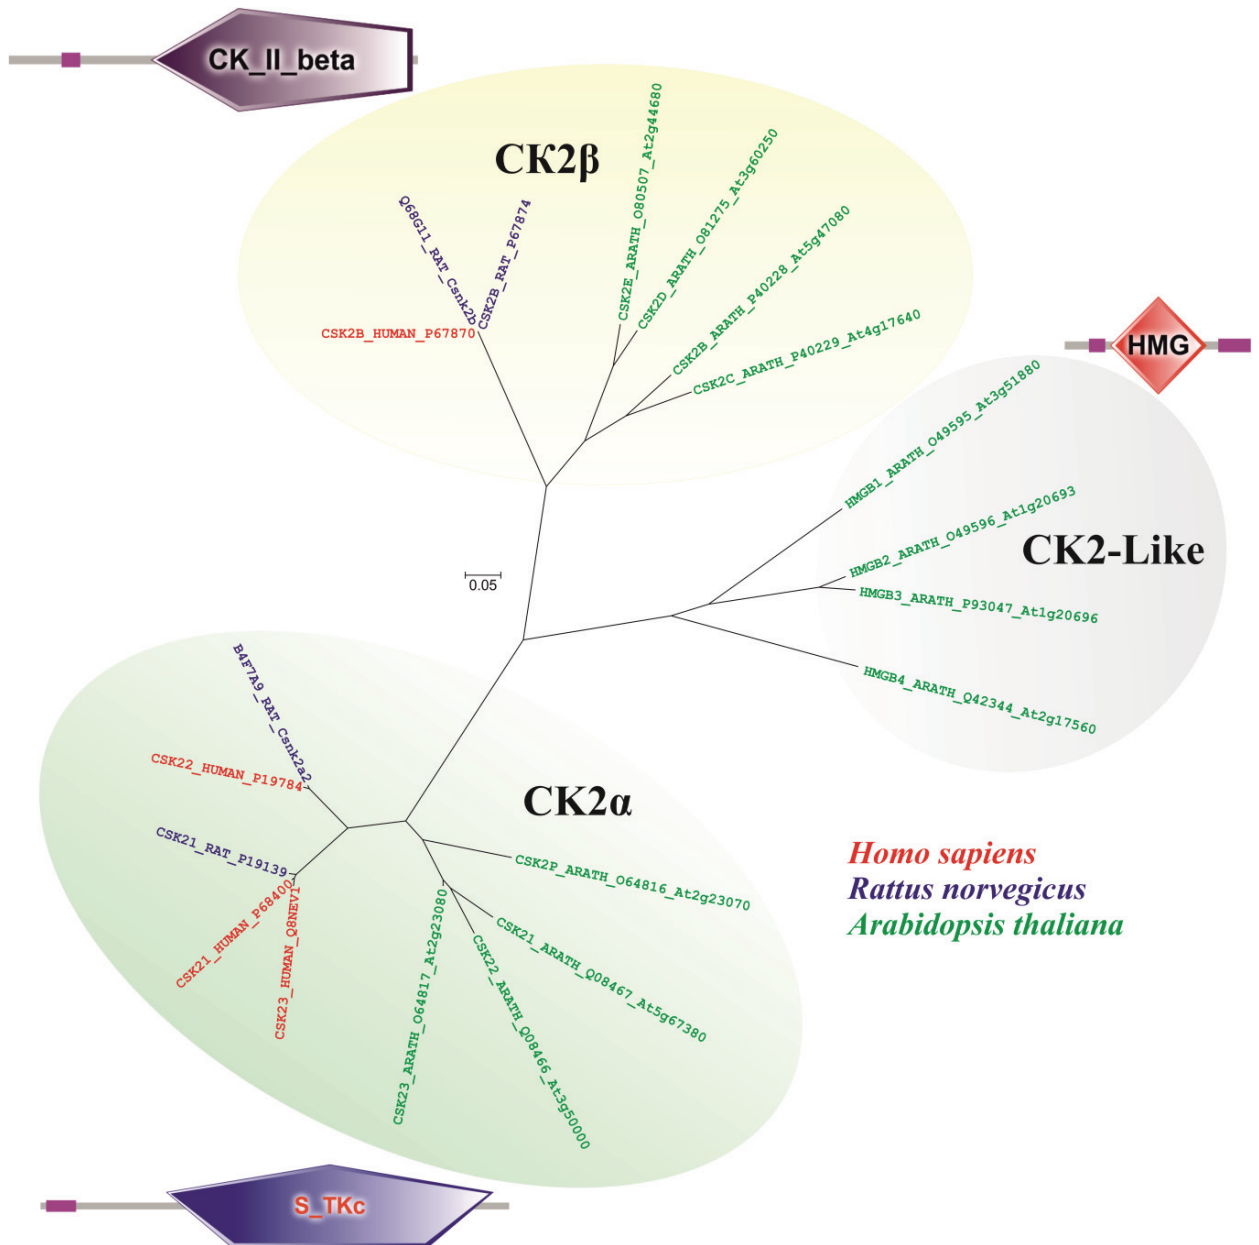 CK_II_beta
CK2β
CSK2E_ARATH_O80507_At2g44680
CSK2D_ARATH_O81275_At3g60250
Q68G11_RAT_Csnk2b
CSK2B_RAT_P67874
CSK2B_ARATH_P40228_At5g47080
CSK2B_HUMAN_P67870
CSK2C_ARATH_P40229_At4g17640
HMG
HMGB1_ARATH_O49595_At3g51880
HMGB2_ARATH_O49596_At1g20693
CK2-Like
HMGB3_ARATH_P93047_At1g20696
HMGB4_ARATH_Q42344_At2g17560
0.05
B4F7A9_RAT_Csnk2a2
CSK22_HUMAN_P19784
CK2α
CSK21_RAT_P19139
CSK21_HUMAN_P68400
CSK23_HUMAN_Q8NEV1
CSK2P_ARATH_O64816_At2g23070
CSK21_ARATH_Q08467_At5g67380
CSK22_ARATH_Q08466_At3g50000
CSK23_ARATH_O64817_At2g23080
Homo sapiens
Rattus norvegicus
Arabidopsis thaliana
S_TKc